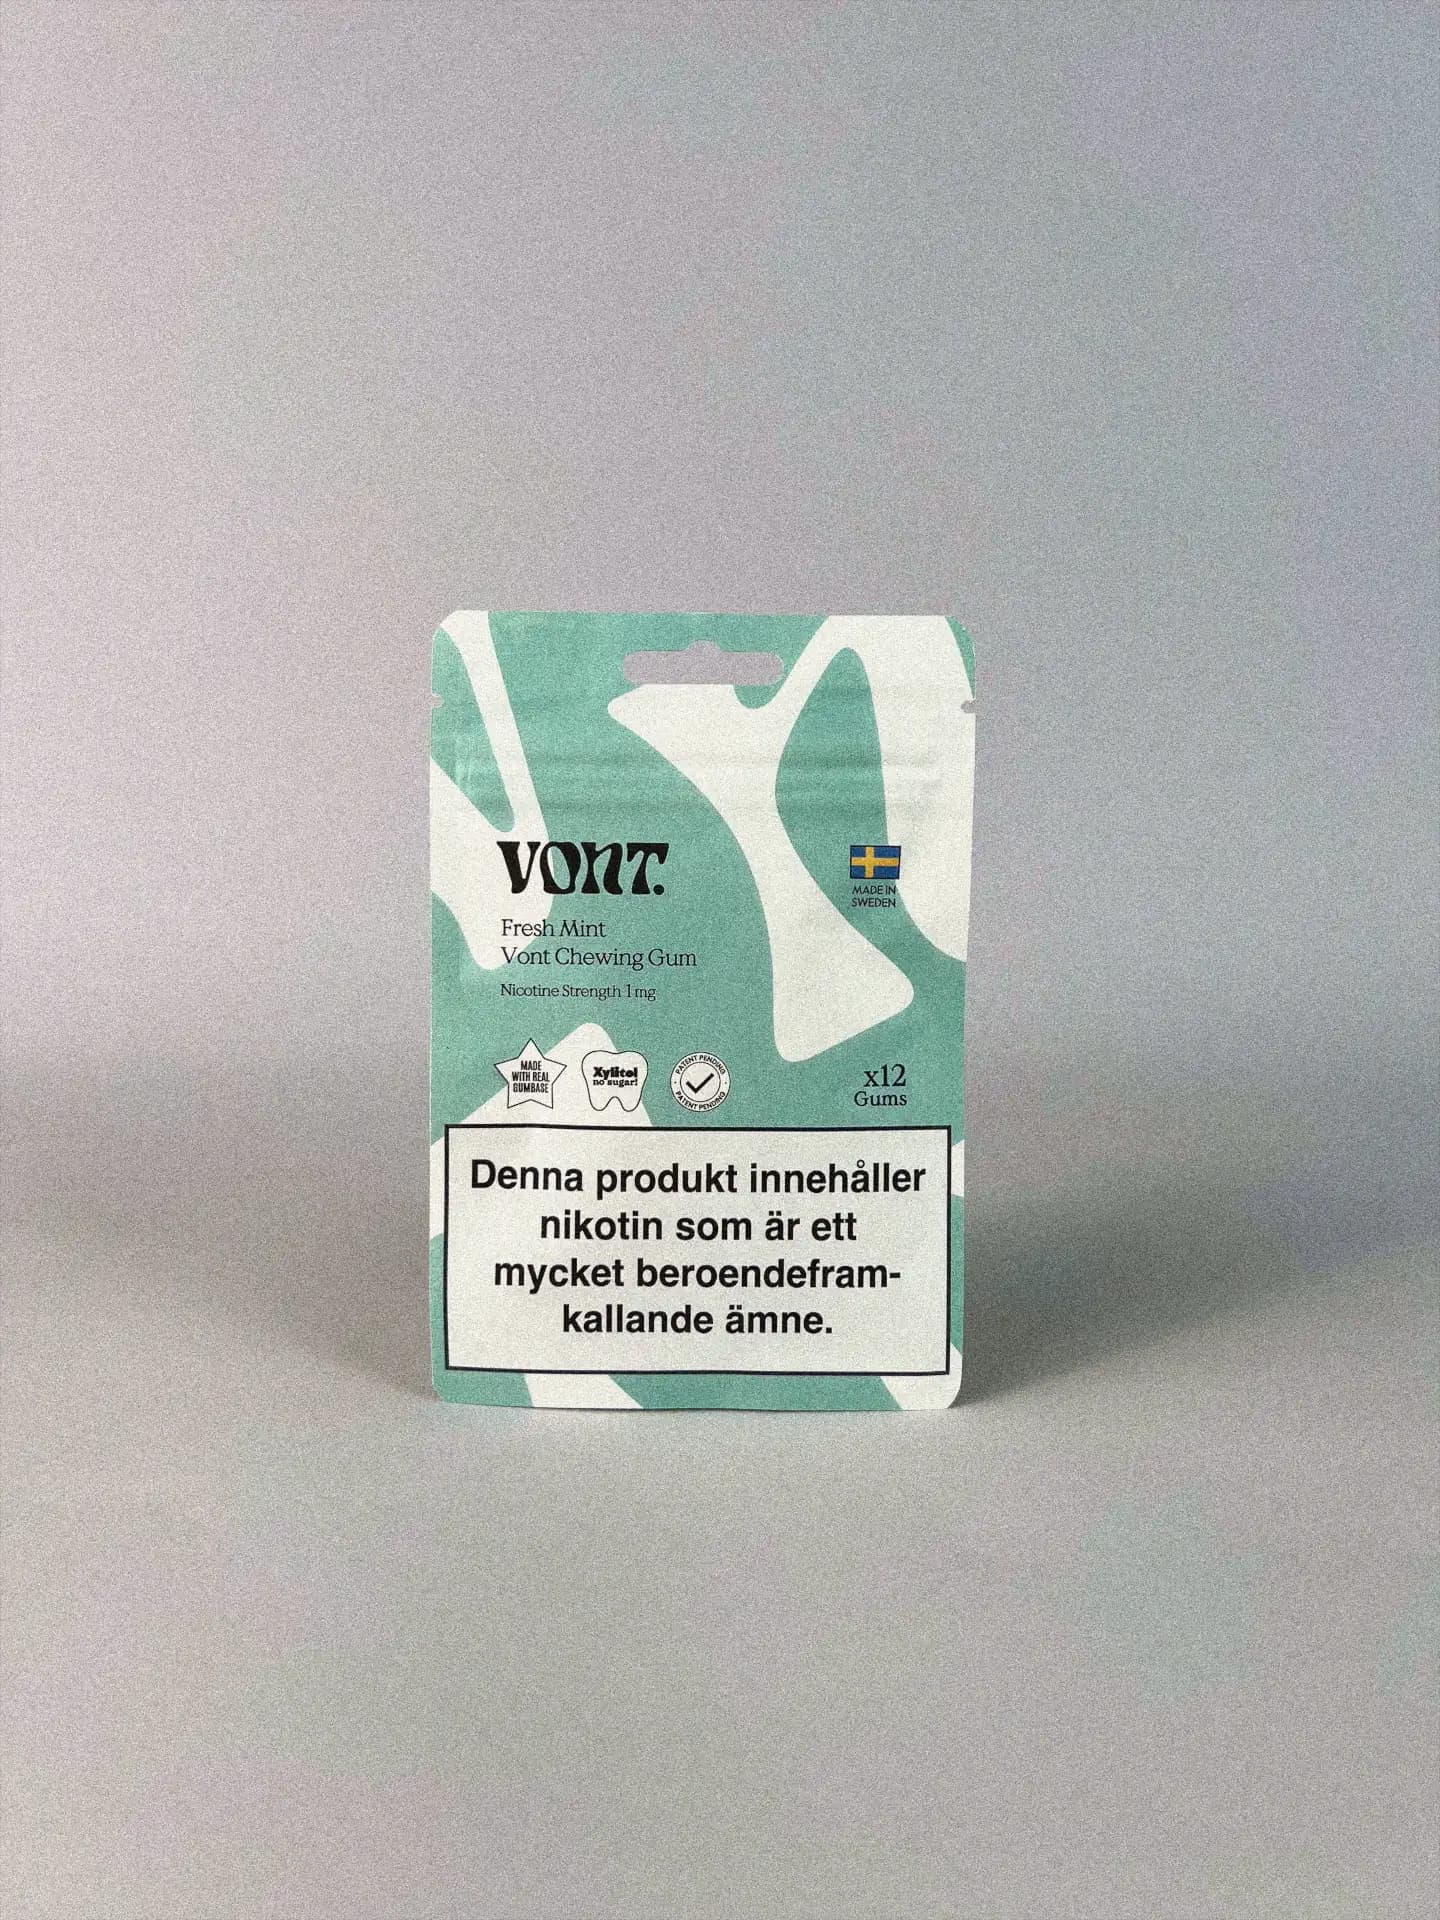 VONT.
MADE IN
SWEDEN
Fresh Mint
Vont Chewing Gum
Nicotine Strength 1 mg
MADE
WITH REAL
GUMBASE
Xylitol
no sugar!
PATENT PENDING
PATENT PENDING
x12
Gums
Denna produkt innehåller
nikotin som är ett
mycket beroendefram-
kallande ämne.